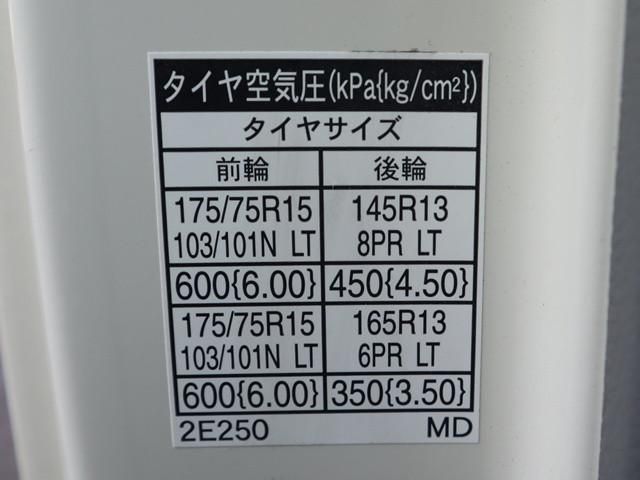 タイヤ空気圧(kPa{kg/cm²})
タイヤサイズ
前輪 後輪
175/75R15 145R13
103/101N LT 8PR LT
600{6.00} 450{4.50}
175/75R15 165R13
103/101N LT 6PR LT
600{6.00} 350{3.50}
2E250 MD